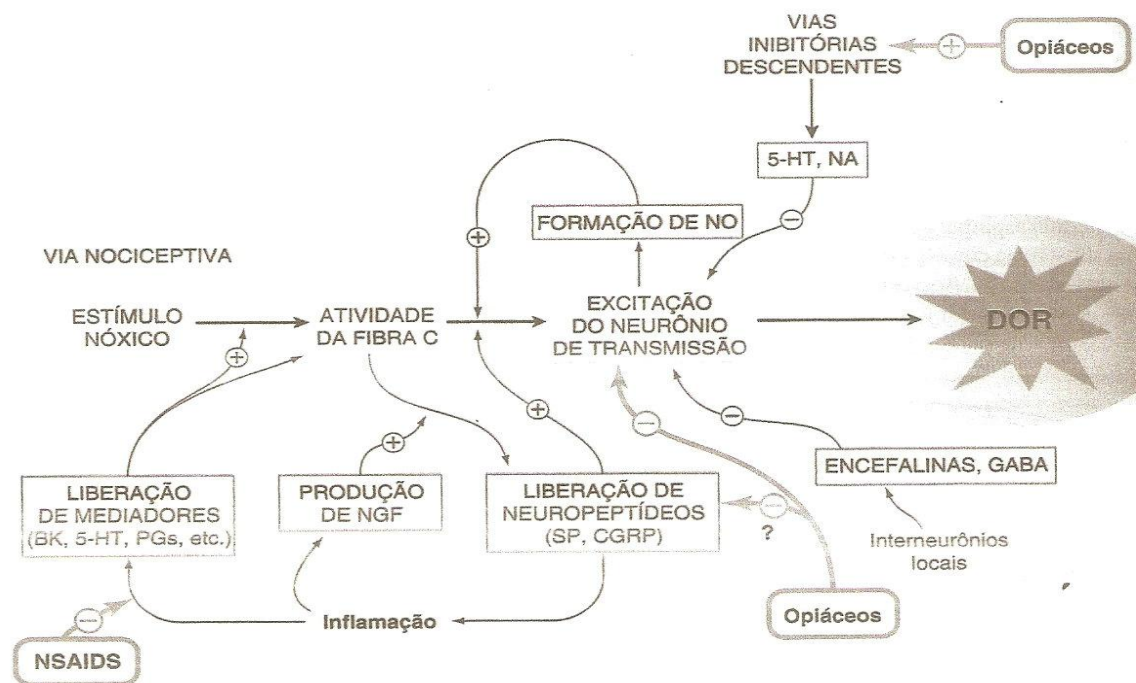 VIAS
INIBITÓRIAS
DESCENDENTES
+
Opiáceos
5-HT, NA
−
FORMAÇÃO DE NO
+
VIA NOCICEPTIVA
ESTÍMULO
NÓXICO
+
ATIVIDADE
DA FIBRA C
EXCITAÇÃO
DO NEURÔNIO
DE TRANSMISSÃO
DOR
+
+
−
−
LIBERAÇÃO
DE MEDIADORES
(BK, 5-HT, PGs, etc.)
PRODUÇÃO
DE NGF
LIBERAÇÃO DE
NEUROPEPTÍDEOS
(SP, CGRP)
−
?
ENCEFALINAS, GABA
Interneurônios
locais
Inflamação
Opiáceos
−
NSAIDS